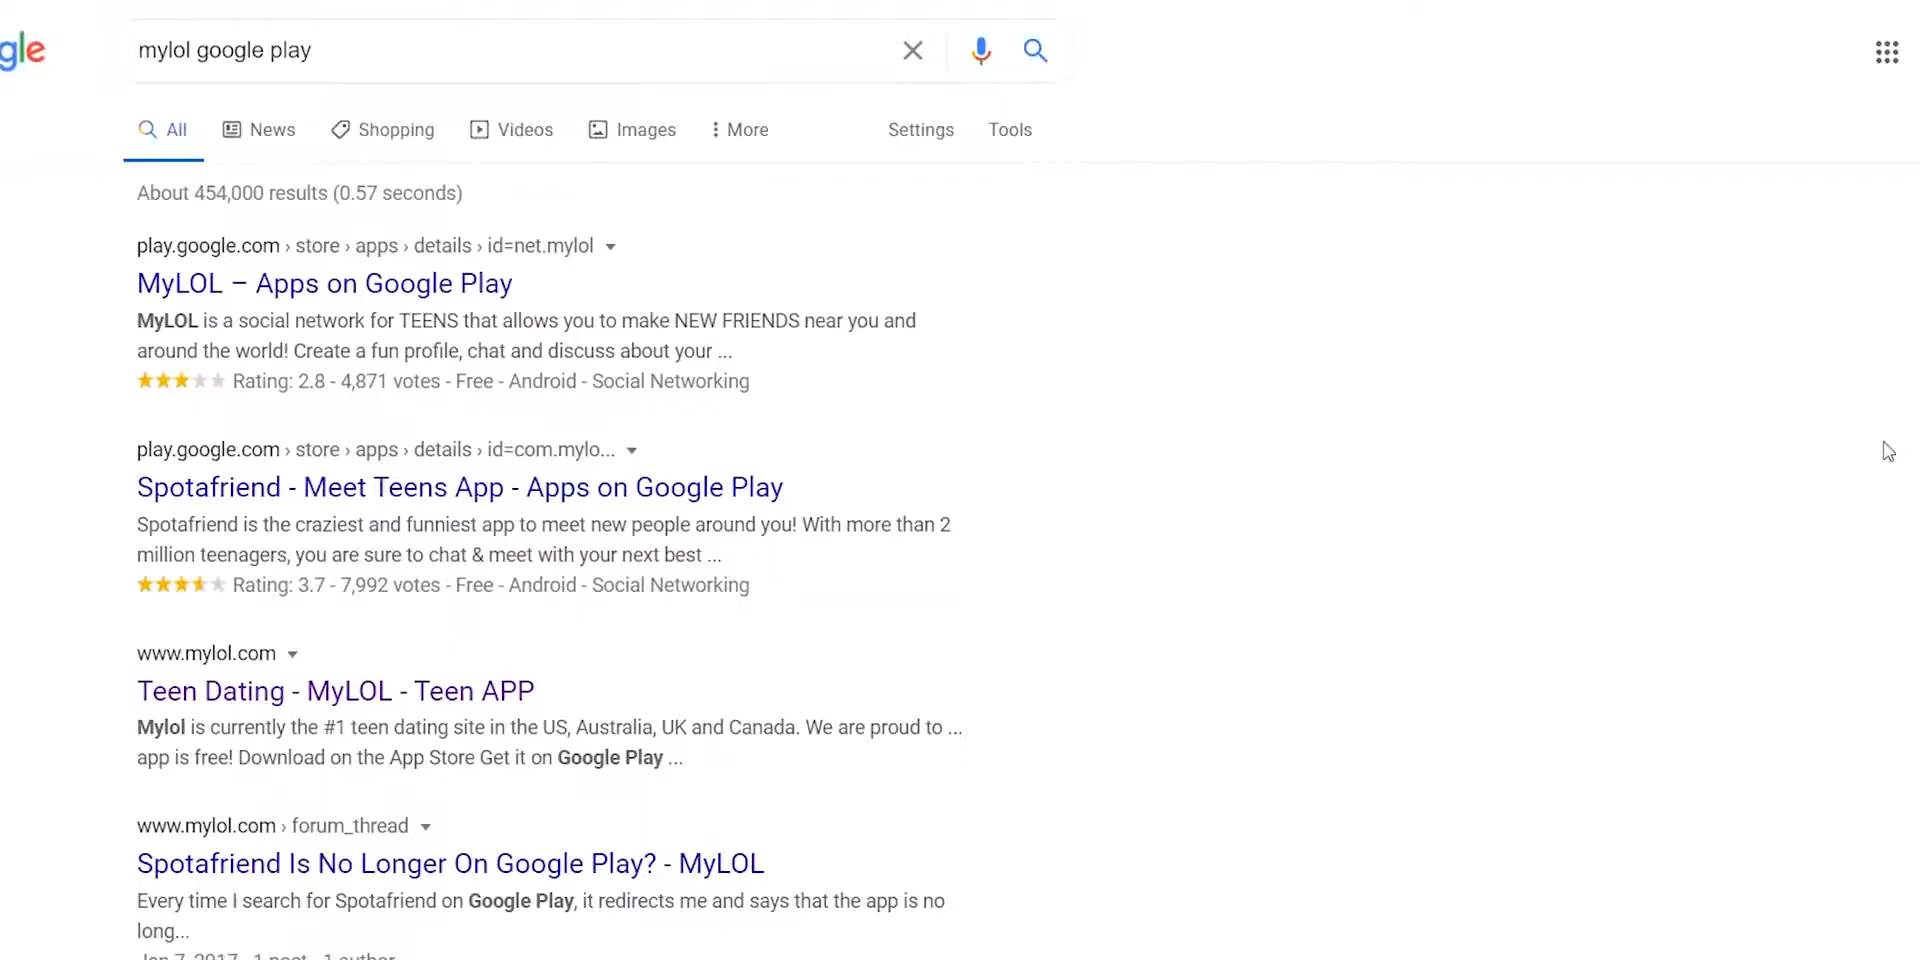 gle
mylol google play
All News Shopping Videos Images More Settings Tools
About 454,000 results (0.57 seconds)
play.google.com › store › apps › details › id=net.mylol
MyLOL – Apps on Google Play
MyLOL is a social network for TEENS that allows you to make NEW FRIENDS near you and
around the world! Create a fun profile, chat and discuss about your ...
Rating: 2.8 - 4,871 votes - Free - Android - Social Networking
play.google.com › store › apps › details › id=com.mylo...
Spotafriend - Meet Teens App - Apps on Google Play
Spotafriend is the craziest and funniest app to meet new people around you! With more than 2
million teenagers, you are sure to chat & meet with your next best ...
Rating: 3.7 - 7,992 votes - Free - Android - Social Networking
www.mylol.com
Teen Dating - MyLOL - Teen APP
Mylol is currently the #1 teen dating site in the US, Australia, UK and Canada. We are proud to ...
app is free! Download on the App Store Get it on Google Play ...
www.mylol.com › forum_thread
Spotafriend Is No Longer On Google Play? - MyLOL
Every time I search for Spotafriend on Google Play, it redirects me and says that the app is no
long...
Jan 7, 2017 · 1 post · 1 author